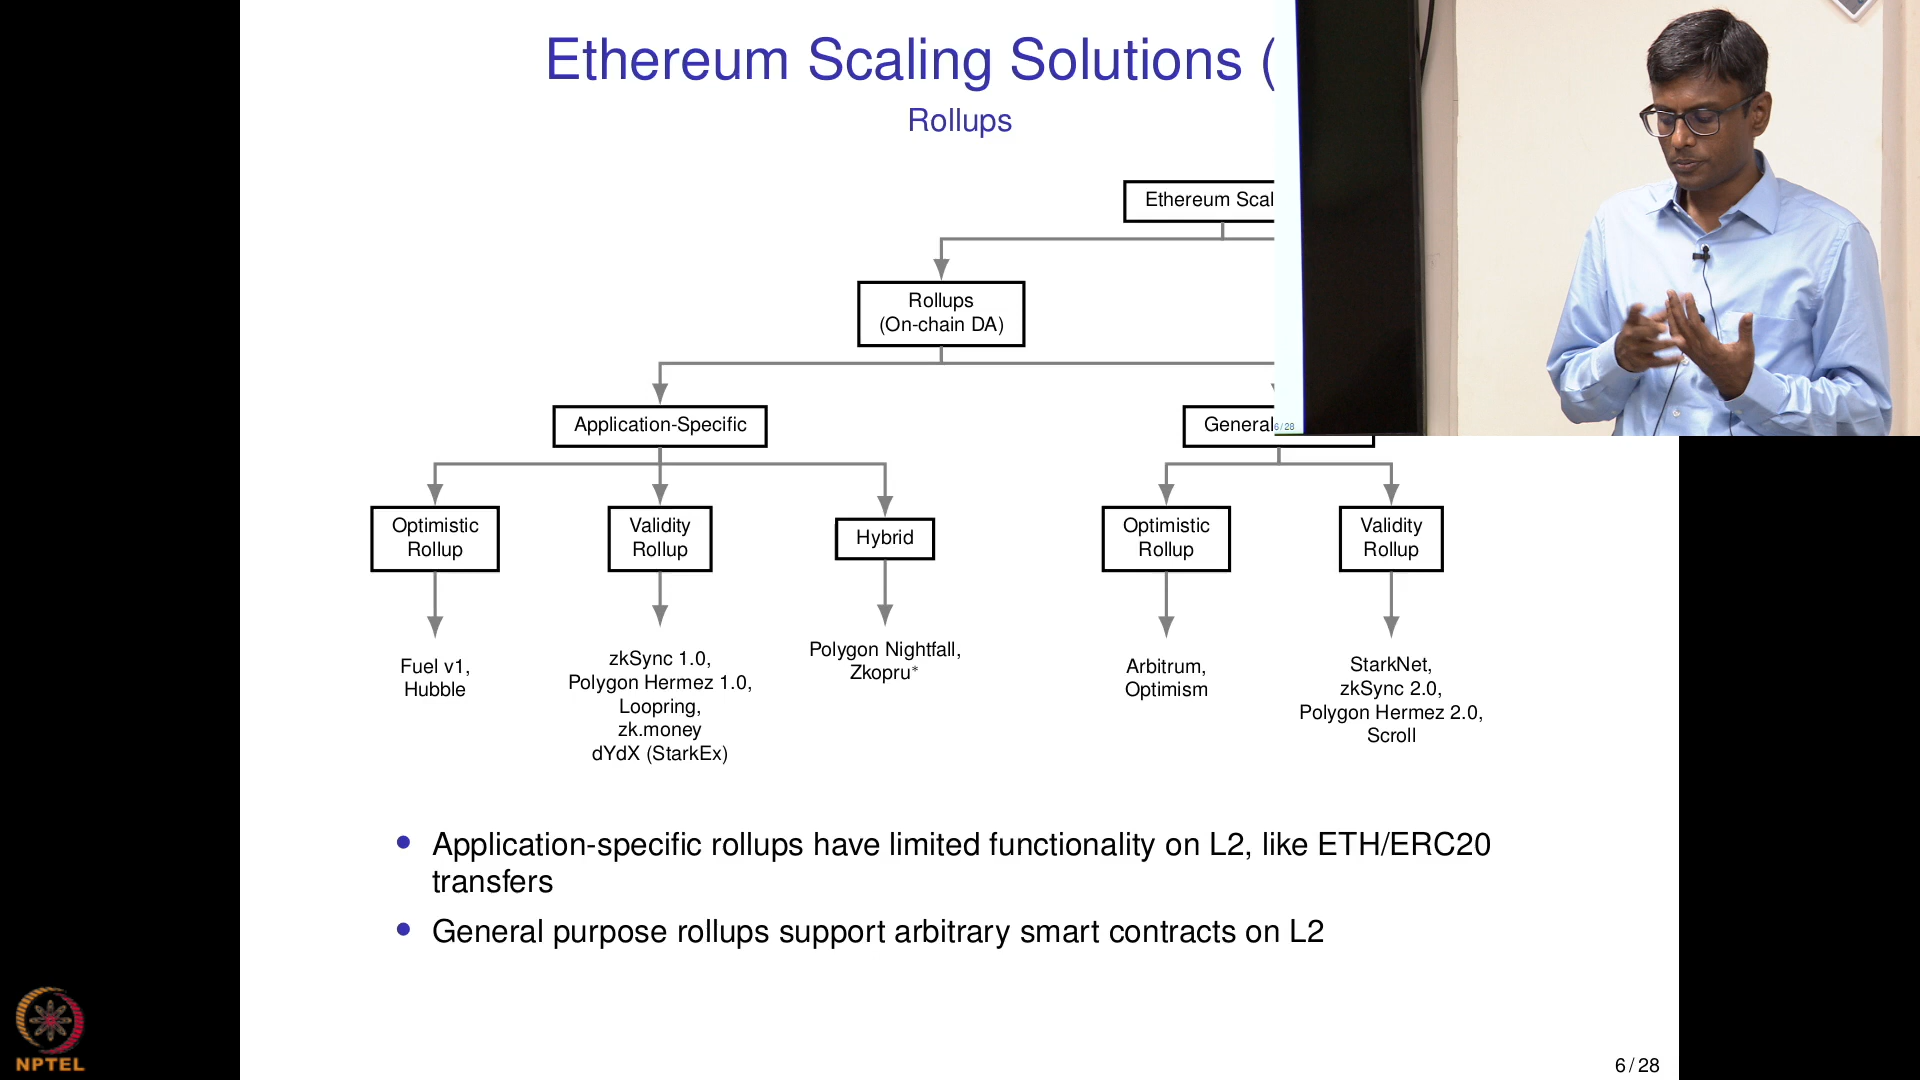 Ethereum Scaling Solutions (
Rollups
Ethereum Scal
Rollups
(On-chain DA)
Application-Specific
General
6/28
Optimistic
Rollup
Validity
Rollup
Hybrid
Optimistic
Rollup
Validity
Rollup
Fuel v1,
Hubble
zkSync 1.0,
Polygon Hermez 1.0,
Loopring,
zk.money
dYdX (StarkEx)
Polygon Nightfall,
Zkopru*
Arbitrum,
Optimism
StarkNet,
zkSync 2.0,
Polygon Hermez 2.0,
Scroll
• Application-specific rollups have limited functionality on L2, like ETH/ERC20
transfers
• General purpose rollups support arbitrary smart contracts on L2
NPTEL
6/28